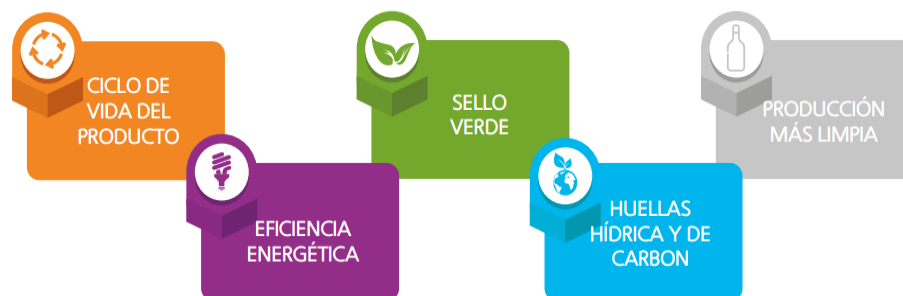 CICLO DE
VIDA DEL
PRODUCTO
EFICIENCIA
ENERGÉTICA
SELLO
VERDE
HUELLAS
HÍDRICA Y DE
CARBON
PRODUCCIÓN
MÁS LIMPIA